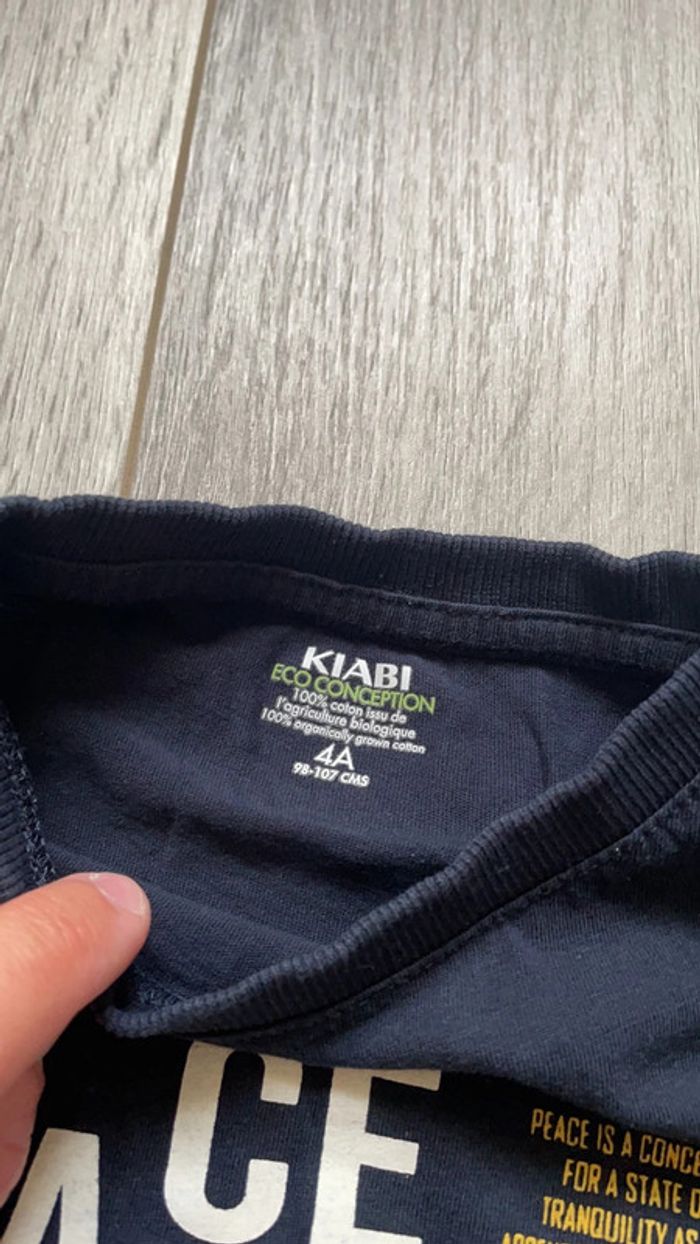 KIABI
ECO CONCEPTION
100% coton issu de
l'agriculture biologique
100% organically grown cotton
4A
98-107 CMS
ACE
PEACE IS A CONCE
FOR A STATE O
TRANQUILITY AS